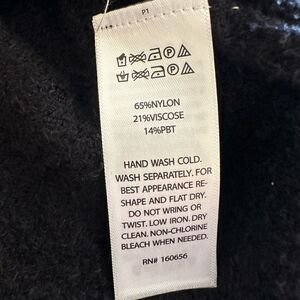 P1
65%NYLON
21%VISCOSE
14%PBT
HAND WASH COLD.
WASH SEPARATELY. FOR
BEST APPEARANCE RE-
SHAPE AND FLAT DRY.
DO NOT WRING OR
TWIST. LOW IRON. DRY
CLEAN. NON-CHLORINE
BLEACH WHEN NEEDED.
RN# 160656